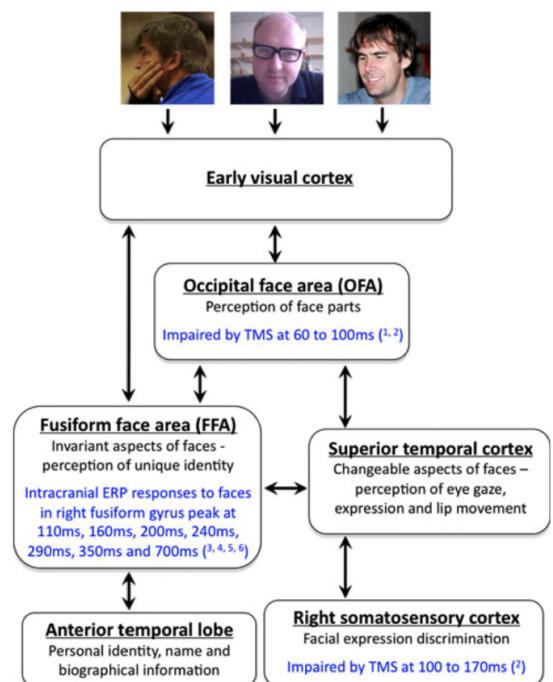 Early visual cortex
Occipital face area (OFA)
Perception of face parts
Impaired by TMS at 60 to 100ms (1, 2)
Fusiform face area (FFA)
Invariant aspects of faces -
perception of unique identity
Intracranial ERP responses to faces
in right fusiform gyrus peak at
110ms, 160ms, 200ms, 240ms,
290ms, 350ms and 700ms (3, 4, 5, 6)
Superior temporal cortex
Changeable aspects of faces –
perception of eye gaze,
expression and lip movement
Anterior temporal lobe
Personal identity, name and
biographical information
Right somatosensory cortex
Facial expression discrimination
Impaired by TMS at 100 to 170ms (2)